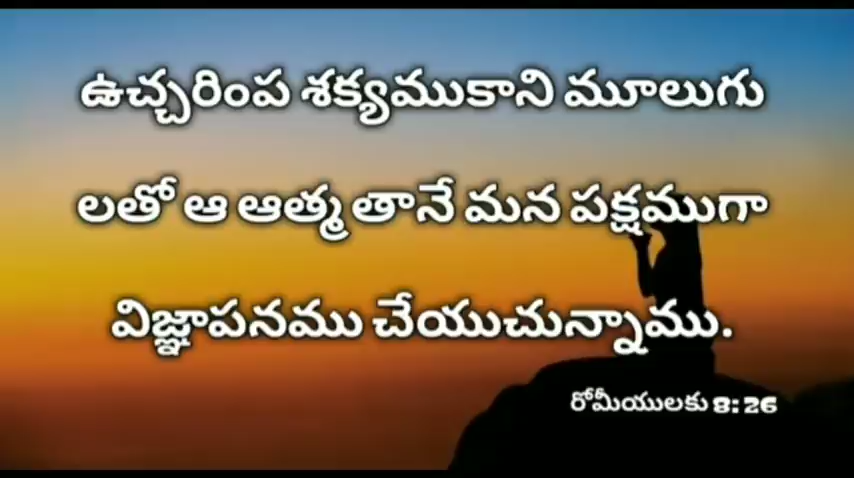 ఉచ్చరింప శక్యముకాని మూలుగు
లతో ఆ ఆత్మ తానే మన పక్షముగా
విజ్ఞాపనము చేయుచున్నాము.
రోమీయులకు 8:26